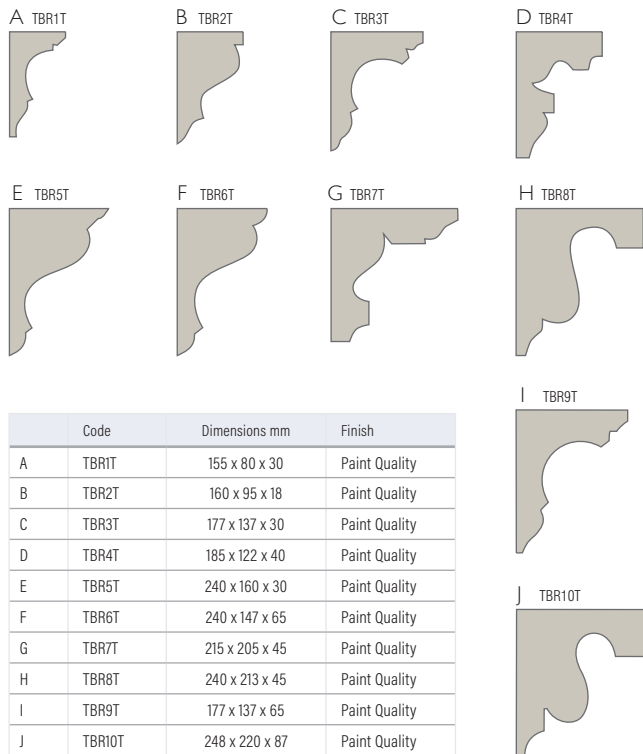 A TBR1T
B TBR2T
C TBR3T
D TBR4T
E TBR5T
F TBR6T
G TBR7T
H TBR8T
I TBR9T
J TBR10T
Code Dimensions mm Finish
A TBR1T 155 x 80 x 30 Paint Quality
B TBR2T 160 x 95 x 18 Paint Quality
C TBR3T 177 x 137 x 30 Paint Quality
D TBR4T 185 x 122 x 40 Paint Quality
E TBR5T 240 x 160 x 30 Paint Quality
F TBR6T 240 x 147 x 65 Paint Quality
G TBR7T 215 x 205 x 45 Paint Quality
H TBR8T 240 x 213 x 45 Paint Quality
I TBR9T 177 x 137 x 65 Paint Quality
J TBR10T 248 x 220 x 87 Paint Quality